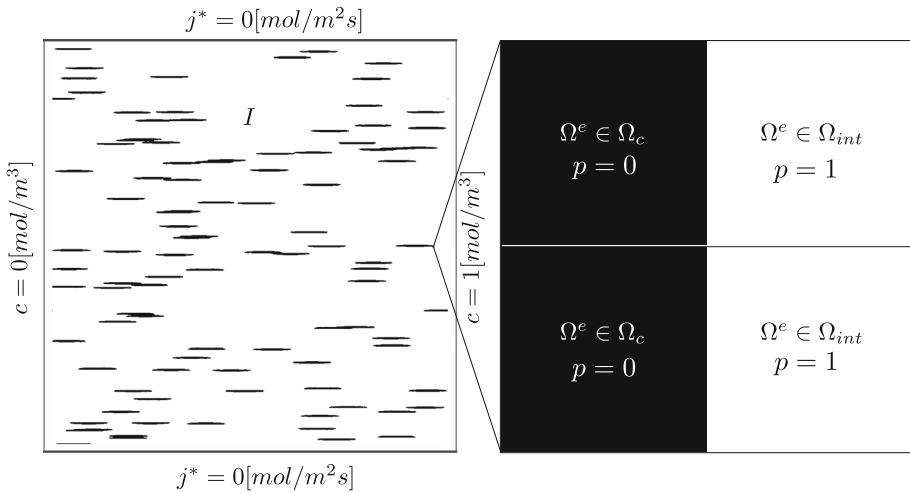 j* = 0[mol/m²s]
I
c = 0[mol/m³]
c = 1[mol/m³]
Ωᵉ ∈ Ω_c
p = 0
Ωᵉ ∈ Ω_int
p = 1
Ωᵉ ∈ Ω_c
p = 0
Ωᵉ ∈ Ω_int
p = 1
j* = 0[mol/m²s]